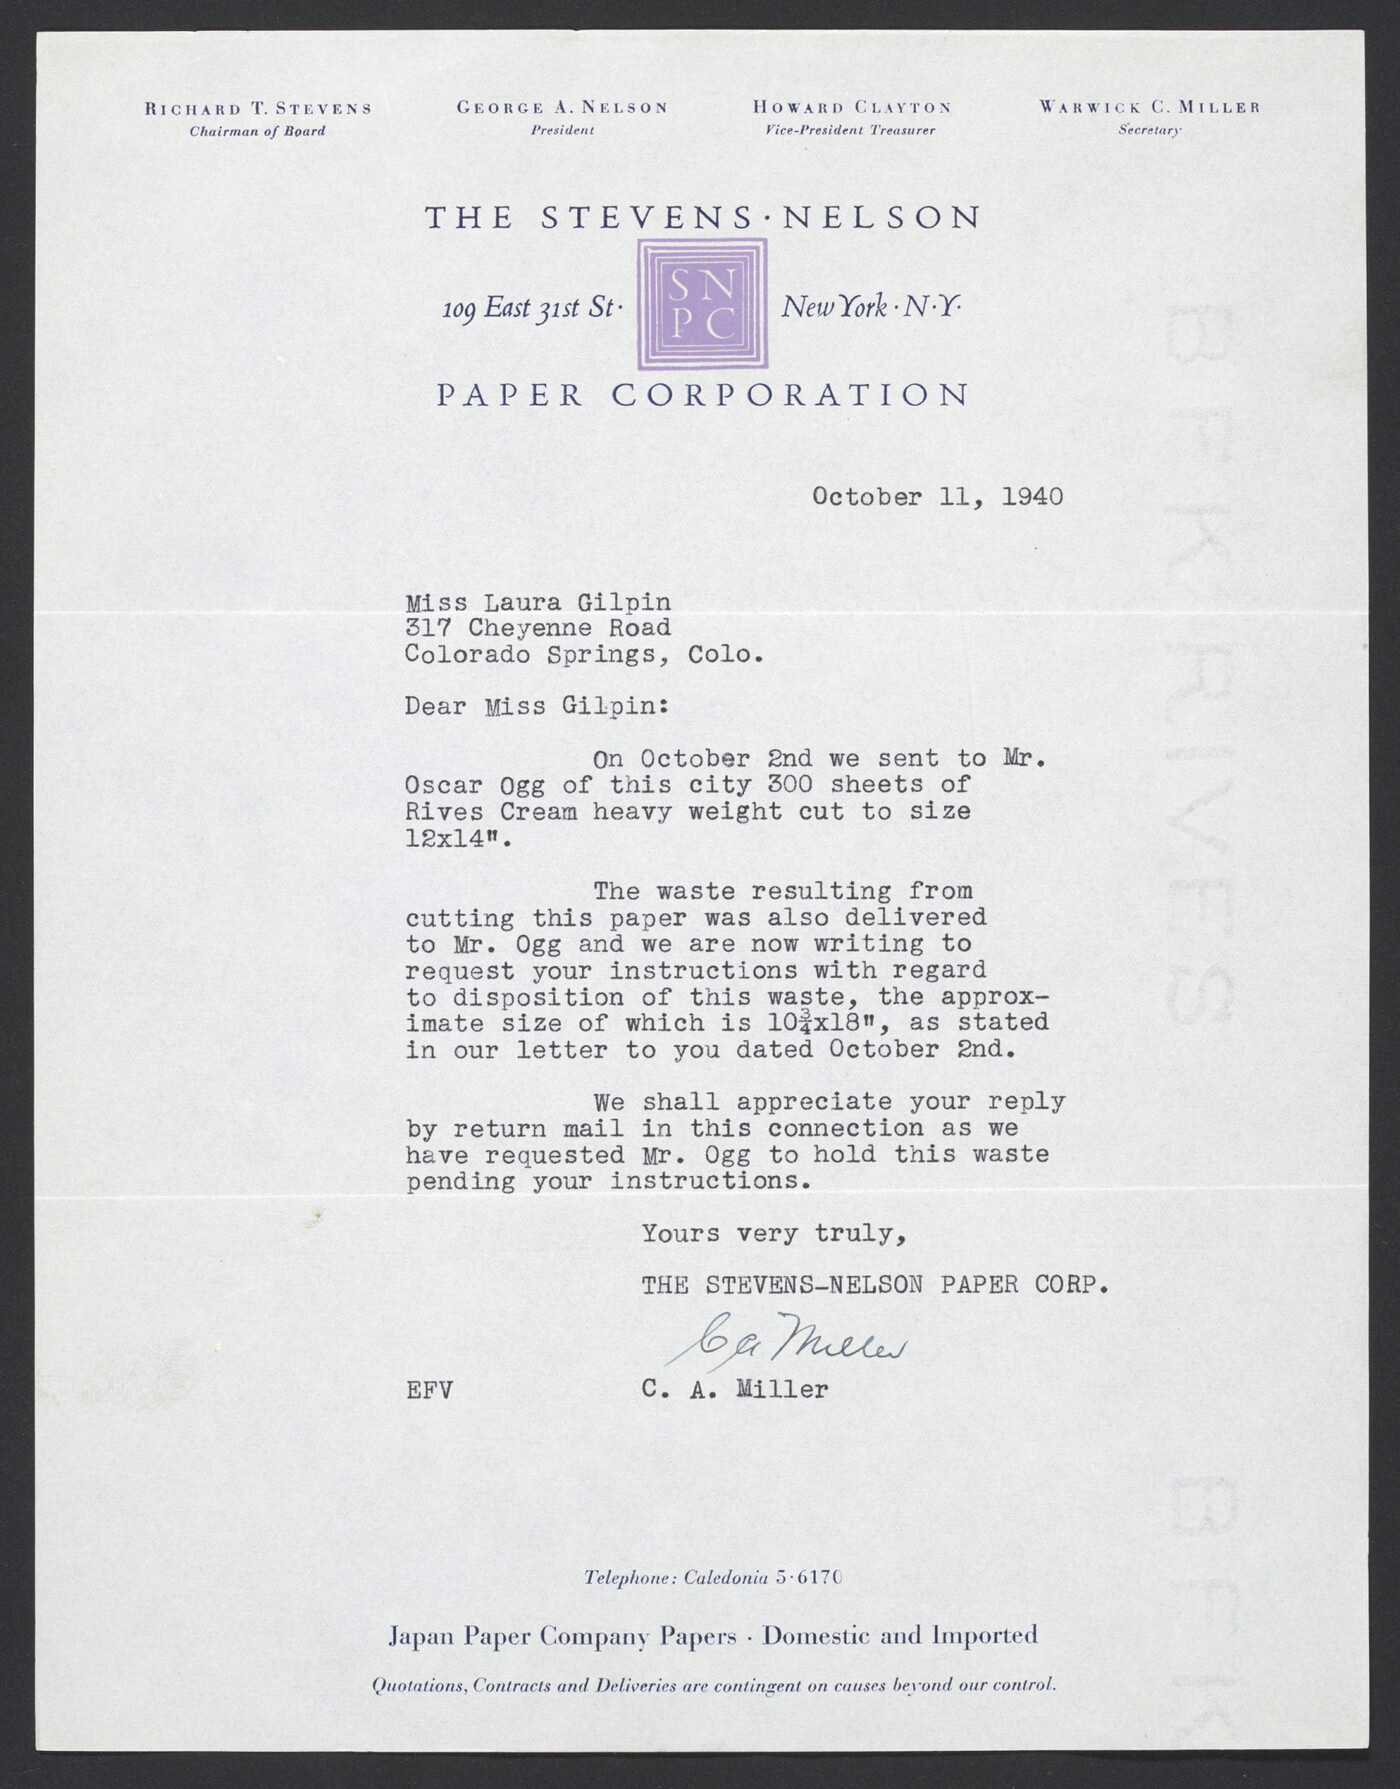 RICHARD T. STEVENS
Chairman of Board
GEORGE A. NELSON
President
HOWARD CLAYTON
Vice-President Treasurer
WARWICK C. MILLER
Secretary
THE STEVENS·NELSON
109 East 31st St·
SN
PC
New York · N·Y·
PAPER CORPORATION
October 11, 1940
Miss Laura Gilpin
317 Cheyenne Road
Colorado Springs, Colo.
Dear Miss Gilpin:
On October 2nd we sent to Mr.
Oscar Ogg of this city 300 sheets of
Rives Cream heavy weight cut to size
12x14".
The waste resulting from
cutting this paper was also delivered
to Mr. Ogg and we are now writing to
request your instructions with regard
to disposition of this waste, the approx-
imate size of which is 10¾x18", as stated
in our letter to you dated October 2nd.
We shall appreciate your reply
by return mail in this connection as we
have requested Mr. Ogg to hold this waste
pending your instructions.
Yours very truly,
THE STEVENS-NELSON PAPER CORP.
CA Miller
EFV C. A. Miller
Telephone: Caledonia 5·6170
Japan Paper Company Papers · Domestic and Imported
Quotations, Contracts and Deliveries are contingent on causes beyond our control.
BFK RIVES
BFK